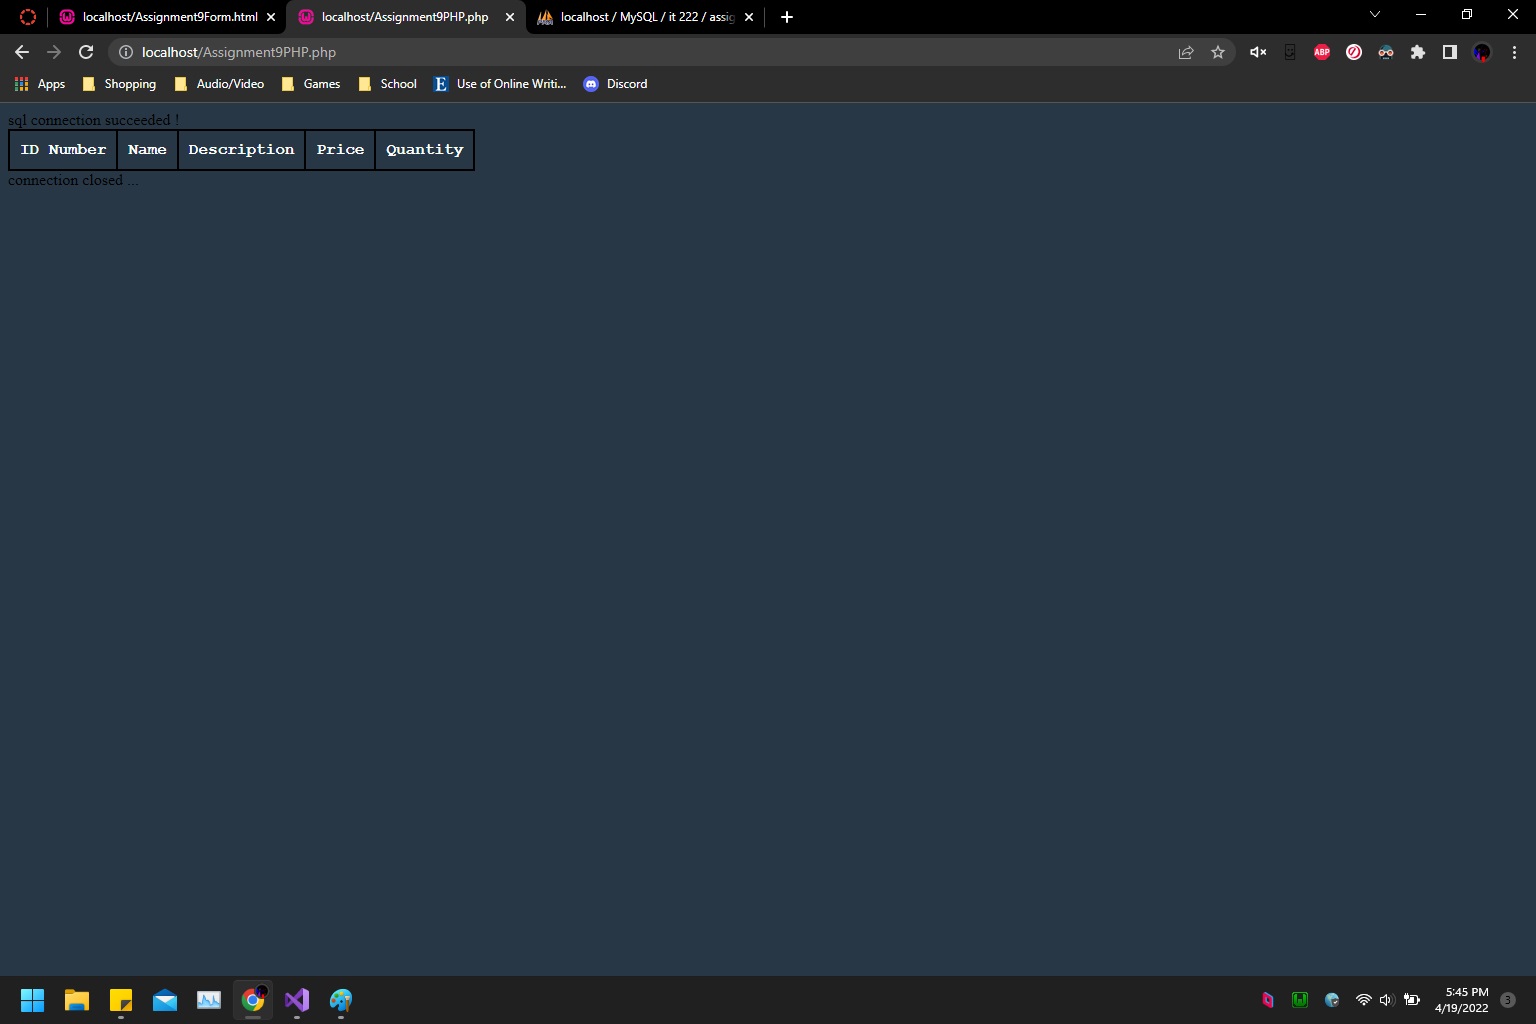 localhost/Assignment9Form.html
localhost/Assignment9PHP.php
localhost / MySQL / it 222 / assig
localhost/Assignment9PHP.php
ABP
Apps
Shopping
Audio/Video
Games
School
E
Use of Online Writi...
Discord
sql connection succeeded !
ID Number Name Description Price Quantity
connection closed ...
5:45 PM
4/19/2022
3